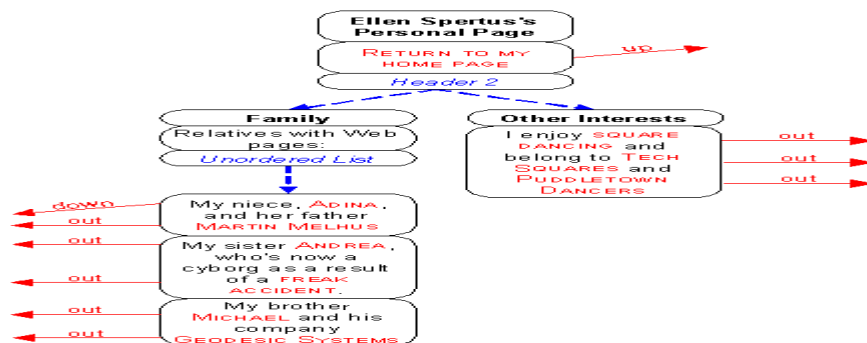 Ellen Spertus's
Personal Page
RETURN TO MY
HOME PAGE
up
Header 2
Family
Relatives with Web
pages:
Unordered List
Other Interests
I enjoy SQUARE
DANCING and
belong to TECH
SQUARES and
PUDDLETOWN
DANCERS
out
out
out
My niece, ADINA,
and her father
MARTIN MELHUS
down
out
My sister ANDREA,
who's now a
cyborg as a result
of a FREAK
ACCIDENT.
out
out
My brother
MICHAEL and his
company
GEODESIC SYSTEMS
out
out